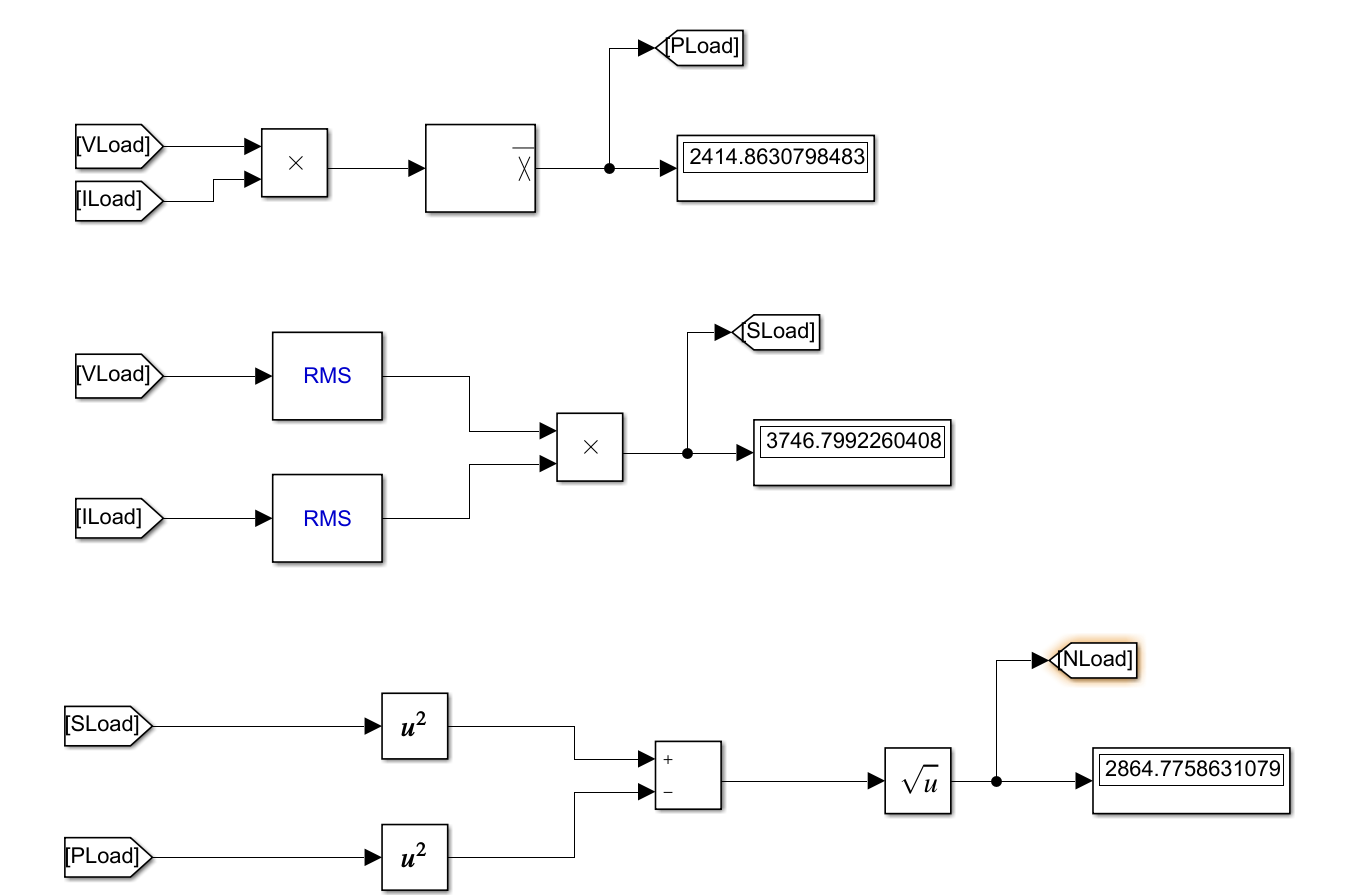 [PLoad]
[VLoad]
[ILoad]
×
X
2414.8630798483
[SLoad]
[VLoad]
RMS
×
3746.7992260408
[ILoad]
RMS
[NLoad]
[SLoad]
u²
+
−
√u
2864.7758631079
[PLoad]
u²